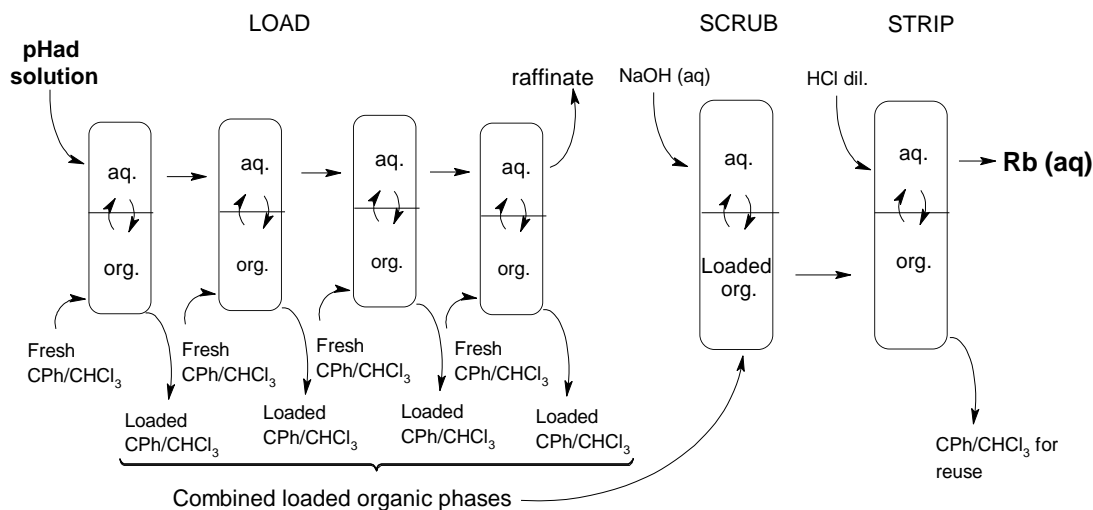 LOAD
SCRUB
STRIP
pHad
solution
raffinate
NaOH (aq)
HCl dil.
aq.
aq.
aq.
aq.
aq.
aq.
Rb (aq)
org.
org.
org.
org.
Loaded
org.
org.
Fresh
CPh/CHCl₃
Fresh
CPh/CHCl₃
Fresh
CPh/CHCl₃
Fresh
CPh/CHCl₃
Loaded
CPh/CHCl₃
Loaded
CPh/CHCl₃
Loaded
CPh/CHCl₃
Loaded
CPh/CHCl₃
CPh/CHCl₃ for
reuse
Combined loaded organic phases